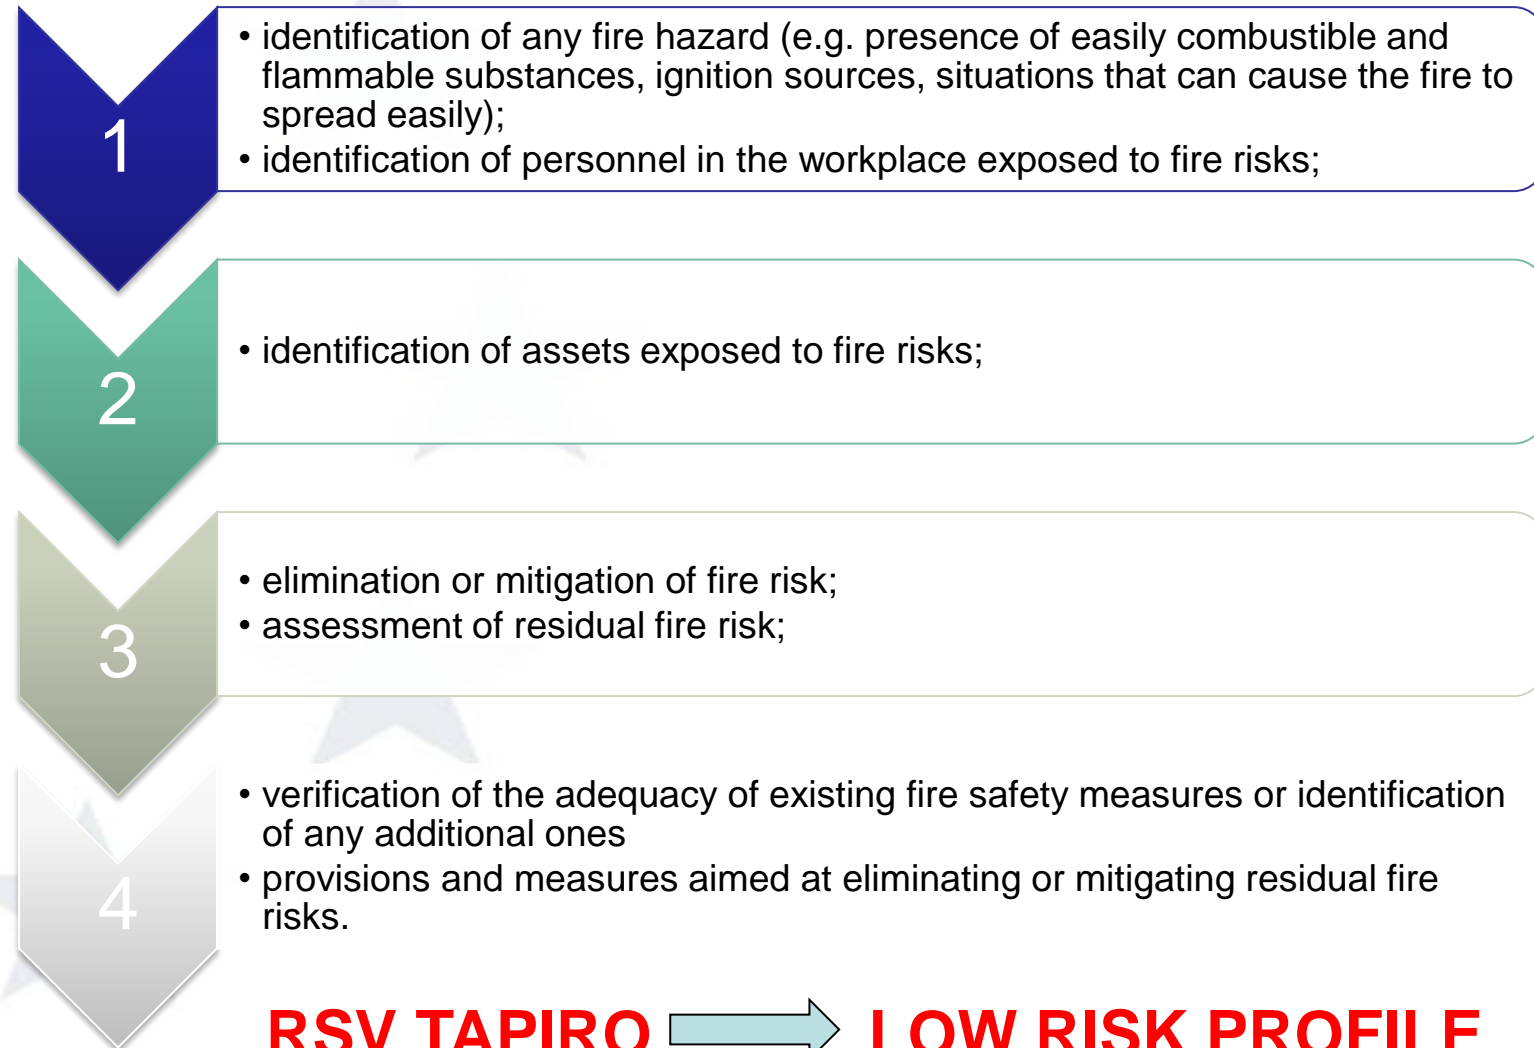 1
• identification of any fire hazard (e.g. presence of easily combustible and
flammable substances, ignition sources, situations that can cause the fire to
spread easily);
• identification of personnel in the workplace exposed to fire risks;
2
• identification of assets exposed to fire risks;
3
• elimination or mitigation of fire risk;
• assessment of residual fire risk;
4
• verification of the adequacy of existing fire safety measures or identification
of any additional ones
• provisions and measures aimed at eliminating or mitigating residual fire
risks.
RSV TAPIRO LOW RISK PROFILE